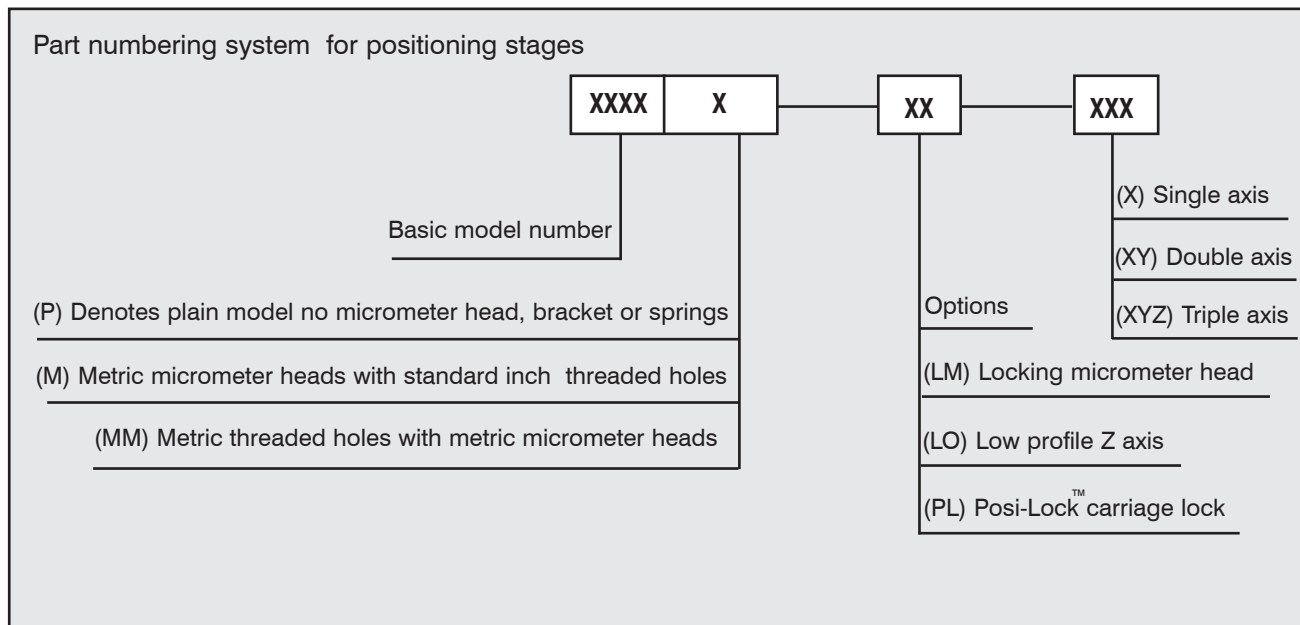 Part numbering system for positioning stages
XXXX X XX XXX
(X) Single axis
Basic model number
(XY) Double axis
(P) Denotes plain model no micrometer head, bracket or springs
Options
(XYZ) Triple axis
(M) Metric micrometer heads with standard inch threaded holes
(LM) Locking micrometer head
(MM) Metric threaded holes with metric micrometer heads
(LO) Low profile Z axis
(PL) Posi-Lock™ carriage lock